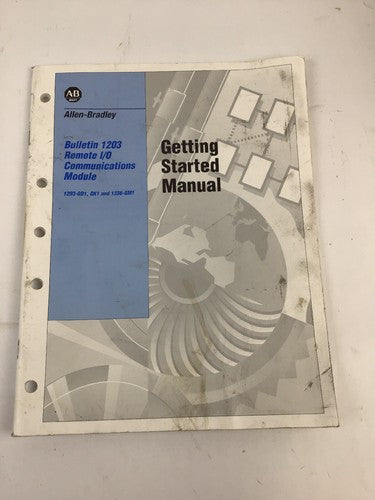 AB
Allen-Bradley
Bulletin 1203
Remote I/O
Communications
Module
1203-GD1, GK1 and 1336-GM1
Getting
Started
Manual